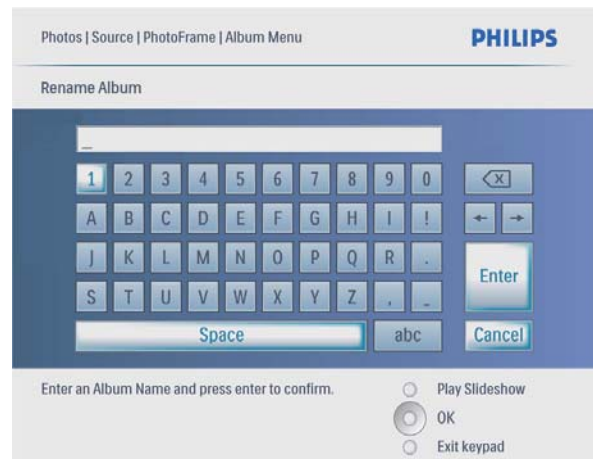 Photos | Source | PhotoFrame | Album Menu
PHILIPS
Rename Album
_
1 2 3 4 5 6 7 8 9 0
A B C D E F G H I !
J K L M N O P Q R .
Enter
S T U V W X Y Z , _
Space abc Cancel
Enter an Album Name and press enter to confirm.
Play Slideshow
OK
Exit keypad